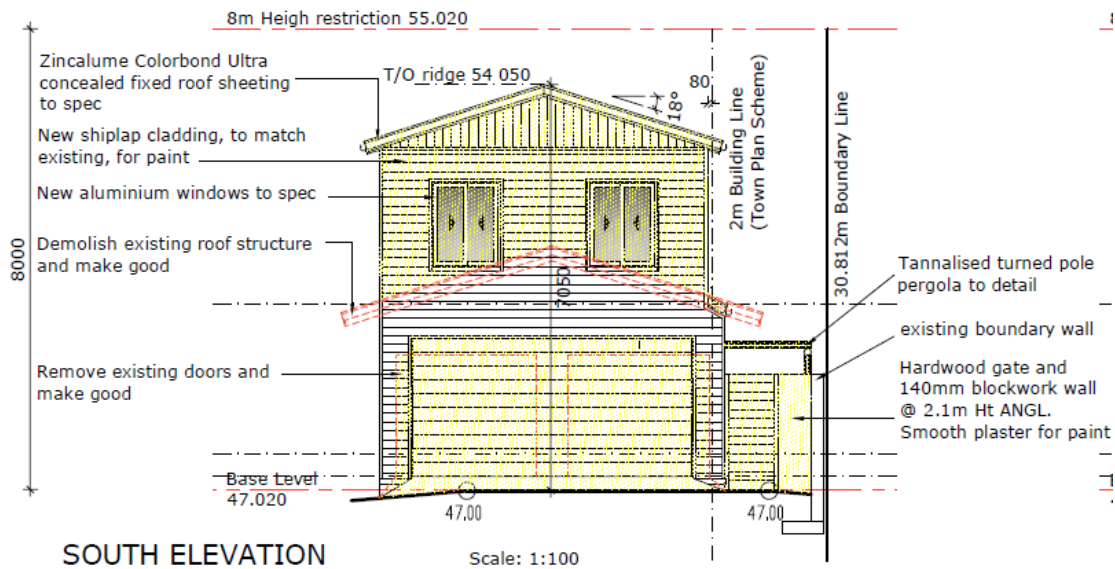 8m Heigh restriction 55.020
Zincalume Colorbond Ultra
concealed fixed roof sheeting
to spec
T/O ridge 54 050
80
18°
New shiplap cladding, to match
existing, for paint
New aluminium windows to spec
Demolish existing roof structure
and make good
Remove existing doors and
make good
8000
7050
2m Building Line
(Town Plan Scheme)
30.812m Boundary Line
Tannalised turned pole
pergola to detail
existing boundary wall
Hardwood gate and
140mm blockwork wall
@ 2.1m Ht ANGL.
Smooth plaster for paint
Base Level
47.020
47.00
47.00
SOUTH ELEVATION
Scale: 1:100